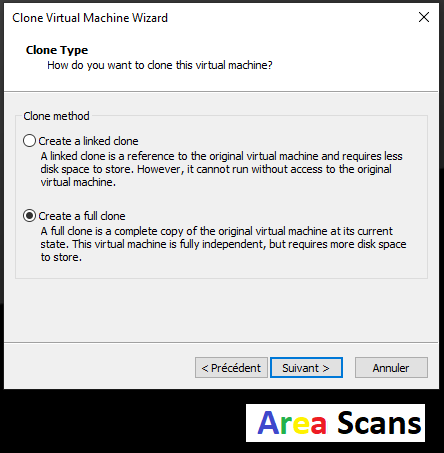 Clone Virtual Machine Wizard
Clone Type
How do you want to clone this virtual machine?
Clone method
Create a linked clone
A linked clone is a reference to the original virtual machine and requires less
disk space to store. However, it cannot run without access to the original
virtual machine.
Create a full clone
A full clone is a complete copy of the original virtual machine at its current
state. This virtual machine is fully independent, but requires more disk space
to store.
< Précédent Suivant > Annuler
Area Scans